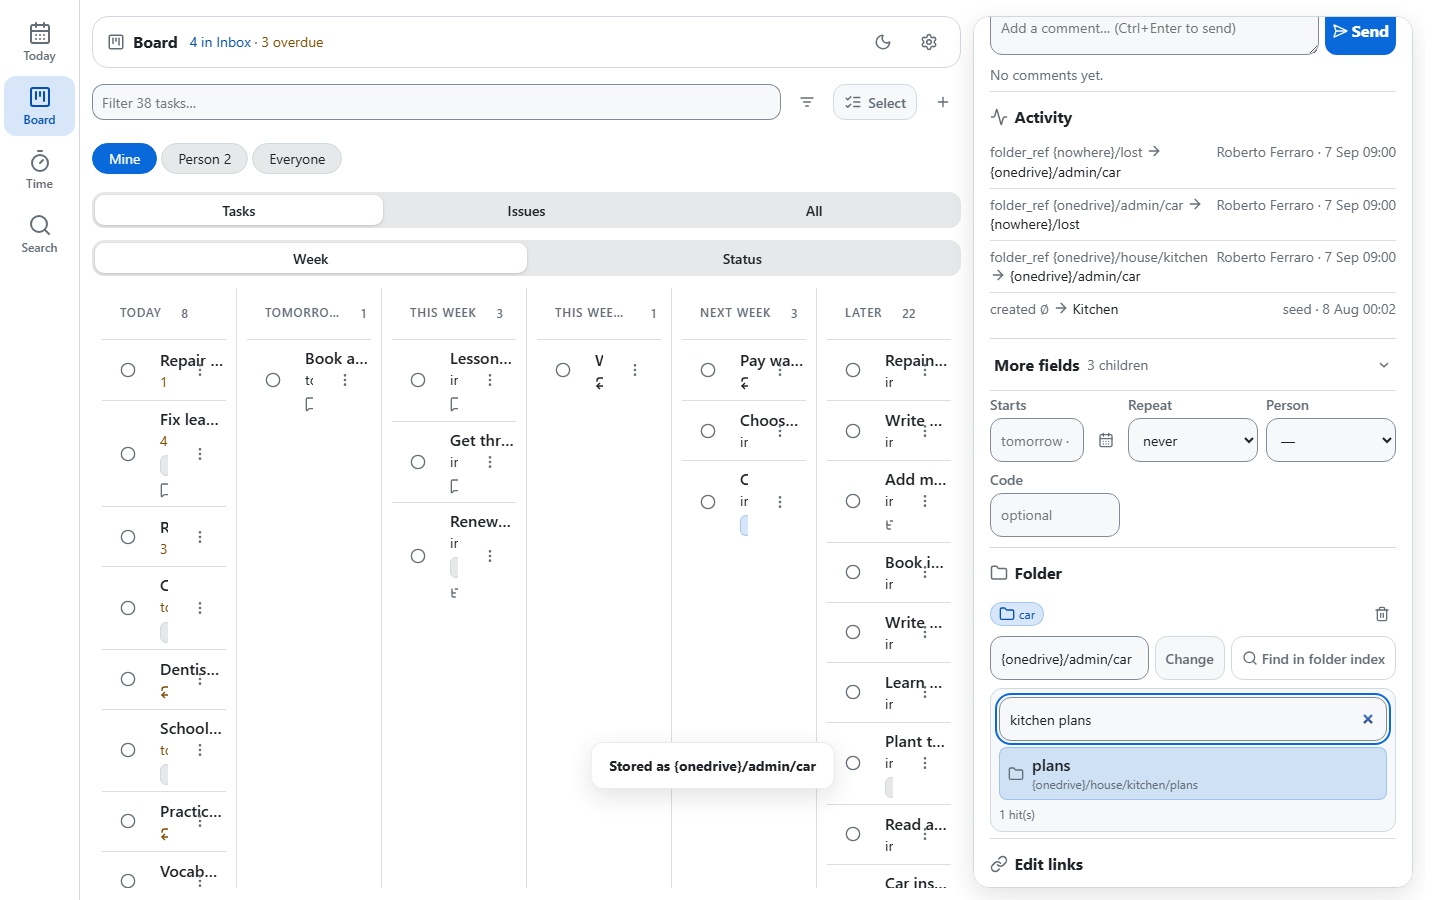 Today
Board
Time
Search
Board 4 in Inbox · 3 overdue
Filter 38 tasks...
Select
Mine
Person 2
Everyone
Tasks
Issues
All
Week
Status
TODAY 8
Repair ...
1
Fix lea...
4
R
3
C
Dentis...
School...
Practic...
Vocab...
TOMORRO... 1
Book a...
THIS WEEK 3
Lesson...
Get thr...
Renew...
THIS WEE... 1
NEXT WEEK 3
Pay wa...
Choos...
C
LATER 22
Repain...
Write ...
Add m...
Book i...
Write ...
Learn ...
Plant t...
Read a...
Car ins...
Stored as {onedrive}/admin/car
Add a comment... (Ctrl+Enter to send)
Send
No comments yet.
Activity
folder_ref {nowhere}/lost → Roberto Ferraro · 7 Sep 09:00
{onedrive}/admin/car
folder_ref {onedrive}/admin/car → Roberto Ferraro · 7 Sep 09:00
{nowhere}/lost
folder_ref {onedrive}/house/kitchen Roberto Ferraro · 7 Sep 09:00
→ {onedrive}/admin/car
created ∅ → Kitchen seed · 8 Aug 00:02
More fields 3 children
Starts
Repeat
Person
tomorrow ·
never
—
Code
optional
Folder
car
{onedrive}/admin/car
Change
Find in folder index
kitchen plans
plans
{onedrive}/house/kitchen/plans
1 hit(s)
Edit links